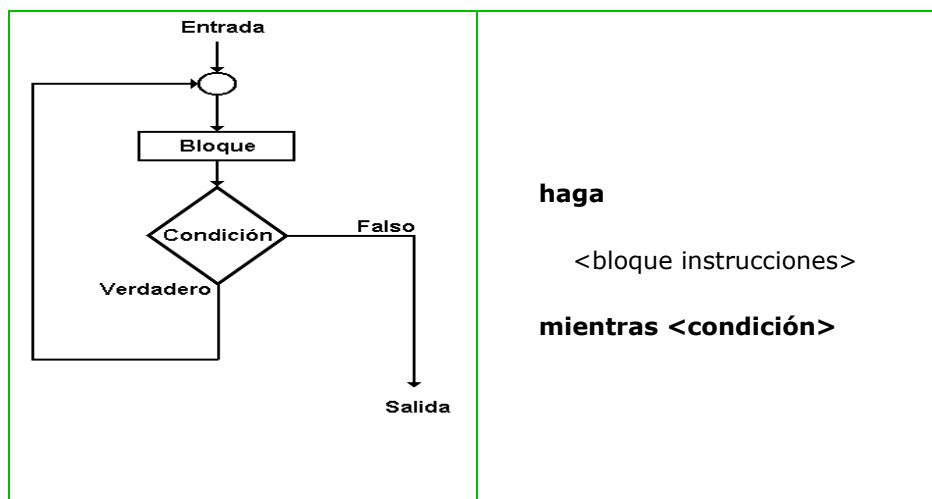 Entrada
Bloque
Condición
Falso
Verdadero
Salida
haga
<bloque instrucciones>
mientras <condición>